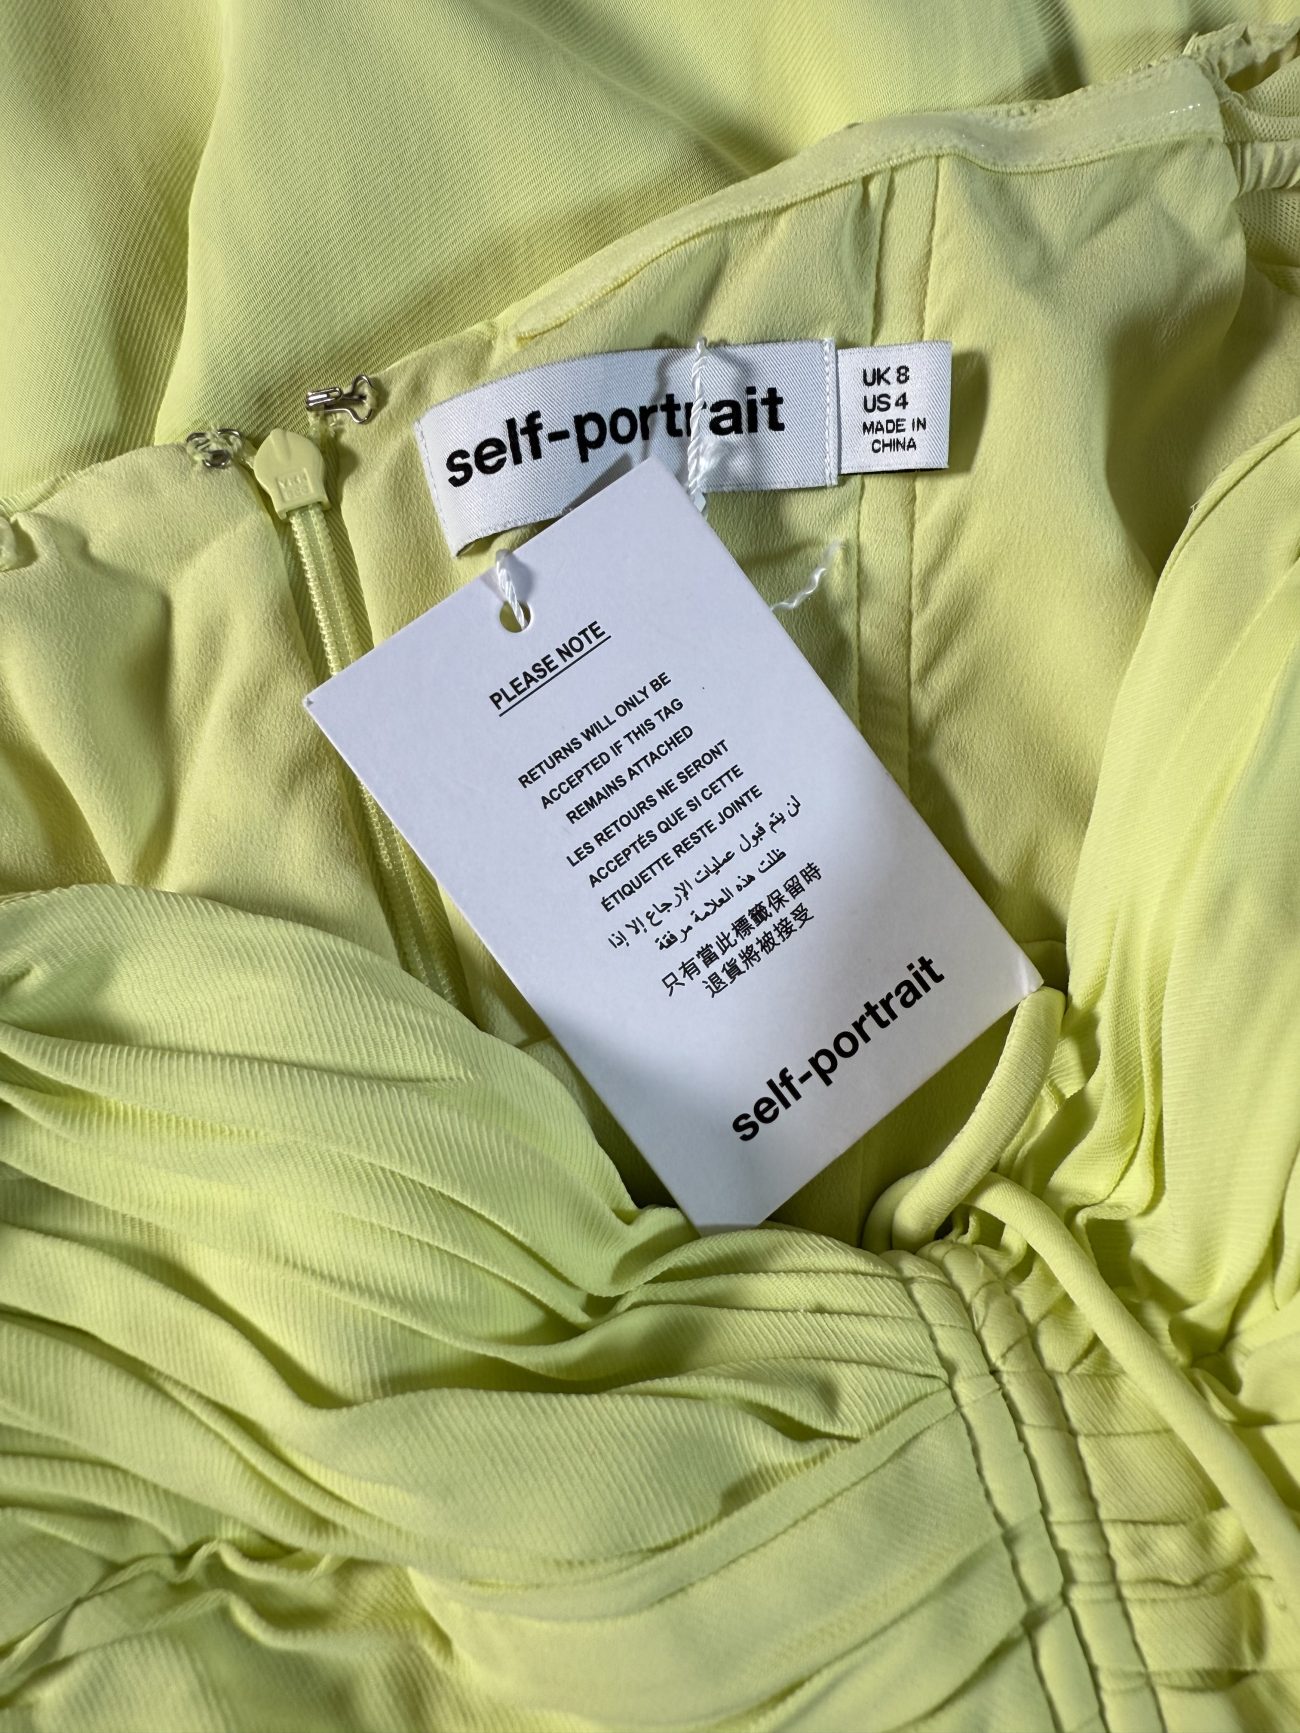 self-portrait
UK 8
US 4
MADE IN
CHINA
PLEASE NOTE
RETURNS WILL ONLY BE
ACCEPTED IF THIS TAG
REMAINS ATTACHED
LES RETOURS NE SERONT
ACCEPTÉS QUE SI CETTE
ÉTIQUETTE RESTE JOINTE
لن يتم قبول عمليات الإرجاع إلا إذا
ظلت هذه العلامة مرفقة
只有當此標籤保留時
退貨將被接受
self-portrait